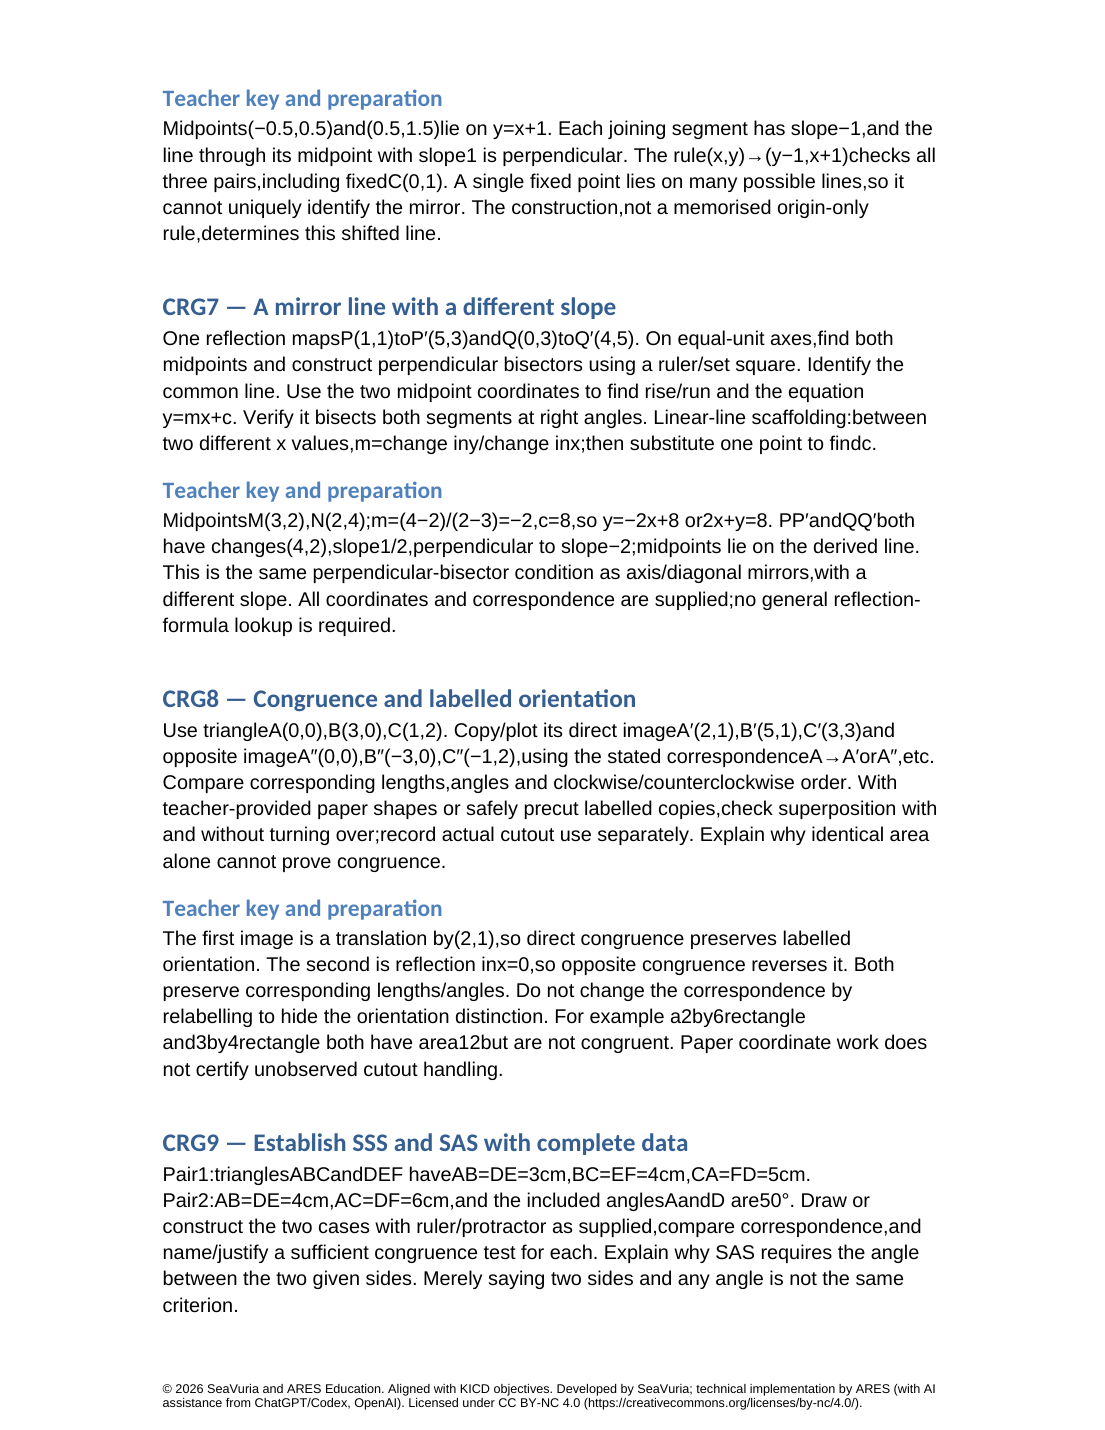 Teacher key and preparation
Midpoints(−0.5,0.5)and(0.5,1.5)lie on y=x+1. Each joining segment has slope−1,and the
line through its midpoint with slope1 is perpendicular. The rule(x,y)→(y−1,x+1)checks all
three pairs,including fixedC(0,1). A single fixed point lies on many possible lines,so it
cannot uniquely identify the mirror. The construction,not a memorised origin-only
rule,determines this shifted line.
CRG7 — A mirror line with a different slope
One reflection mapsP(1,1)toP′(5,3)andQ(0,3)toQ′(4,5). On equal-unit axes,find both
midpoints and construct perpendicular bisectors using a ruler/set square. Identify the
common line. Use the two midpoint coordinates to find rise/run and the equation
y=mx+c. Verify it bisects both segments at right angles. Linear-line scaffolding:between
two different x values,m=change iny/change inx;then substitute one point to findc.
Teacher key and preparation
MidpointsM(3,2),N(2,4);m=(4−2)/(2−3)=−2,c=8,so y=−2x+8 or2x+y=8. PP′andQQ′both
have changes(4,2),slope1/2,perpendicular to slope−2;midpoints lie on the derived line.
This is the same perpendicular-bisector condition as axis/diagonal mirrors,with a
different slope. All coordinates and correspondence are supplied;no general reflection-
formula lookup is required.
CRG8 — Congruence and labelled orientation
Use triangleA(0,0),B(3,0),C(1,2). Copy/plot its direct imageA′(2,1),B′(5,1),C′(3,3)and
opposite imageA″(0,0),B″(−3,0),C″(−1,2),using the stated correspondenceA→A′orA″,etc.
Compare corresponding lengths,angles and clockwise/counterclockwise order. With
teacher-provided paper shapes or safely precut labelled copies,check superposition with
and without turning over;record actual cutout use separately. Explain why identical area
alone cannot prove congruence.
Teacher key and preparation
The first image is a translation by(2,1),so direct congruence preserves labelled
orientation. The second is reflection inx=0,so opposite congruence reverses it. Both
preserve corresponding lengths/angles. Do not change the correspondence by
relabelling to hide the orientation distinction. For example a2by6rectangle
and3by4rectangle both have area12but are not congruent. Paper coordinate work does
not certify unobserved cutout handling.
CRG9 — Establish SSS and SAS with complete data
Pair1:trianglesABCandDEF haveAB=DE=3cm,BC=EF=4cm,CA=FD=5cm.
Pair2:AB=DE=4cm,AC=DF=6cm,and the included anglesAandD are50°. Draw or
construct the two cases with ruler/protractor as supplied,compare correspondence,and
name/justify a sufficient congruence test for each. Explain why SAS requires the angle
between the two given sides. Merely saying two sides and any angle is not the same
criterion.
© 2026 SeaVuria and ARES Education. Aligned with KICD objectives. Developed by SeaVuria; technical implementation by ARES (with AI
assistance from ChatGPT/Codex, OpenAI). Licensed under CC BY-NC 4.0 (https://creativecommons.org/licenses/by-nc/4.0/).